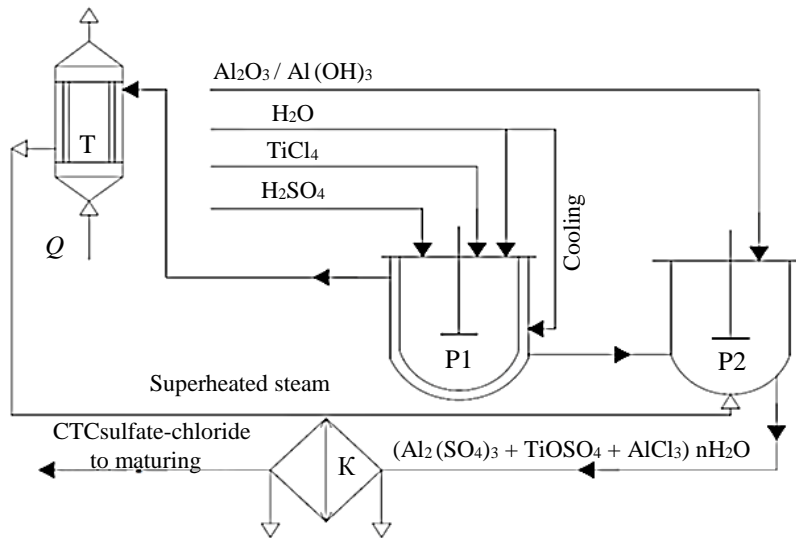 Al₂O₃ / Al (OH)₃
H₂O
TiCl₄
H₂SO₄
T
Q
Cooling
P1
P2
Superheated steam
CTCsulfate-chloride
to maturing
K
(Al₂ (SO₄)₃ + TiOSO₄ + AlCl₃) nH₂O